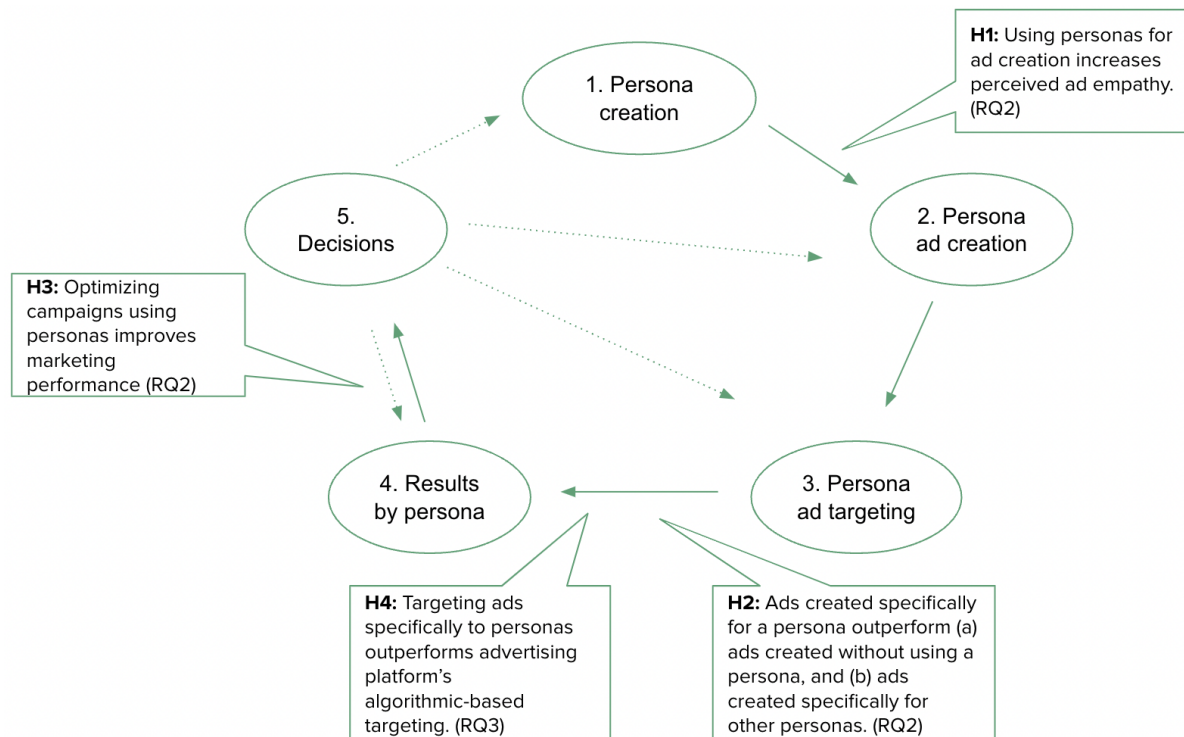 H1: Using personas for
ad creation increases
perceived ad empathy.
(RQ2)
1. Persona
creation
2. Persona
ad creation
5.
Decisions
H3: Optimizing
campaigns using
personas improves
marketing
performance (RQ2)
4. Results
by persona
3. Persona
ad targeting
H4: Targeting ads
specifically to personas
outperforms advertising
platform’s
algorithmic-based
targeting. (RQ3)
H2: Ads created specifically
for a persona outperform (a)
ads created without using a
persona, and (b) ads
created specifically for
other personas. (RQ2)